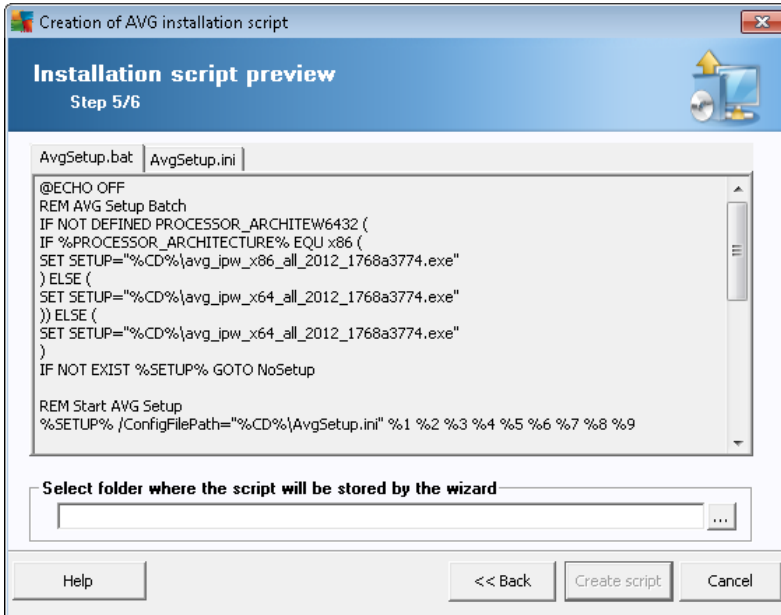 Creation of AVG installation script
Installation script preview
Step 5/6
AvgSetup.bat
AvgSetup.ini
@ECHO OFF
REM AVG Setup Batch
IF NOT DEFINED PROCESSOR_ARCHITEW6432 (
IF %PROCESSOR_ARCHITECTURE% EQU x86 (
SET SETUP="%CD%\avg_ipw_x86_all_2012_1768a3774.exe"
) ELSE (
SET SETUP="%CD%\avg_ipw_x64_all_2012_1768a3774.exe"
)) ELSE (
SET SETUP="%CD%\avg_ipw_x64_all_2012_1768a3774.exe"
)
IF NOT EXIST %SETUP% GOTO NoSetup
REM Start AVG Setup
%SETUP% /ConfigFilePath="%CD%\AvgSetup.ini" %1 %2 %3 %4 %5 %6 %7 %8 %9
Select folder where the script will be stored by the wizard
...
Help
<< Back
Create script
Cancel